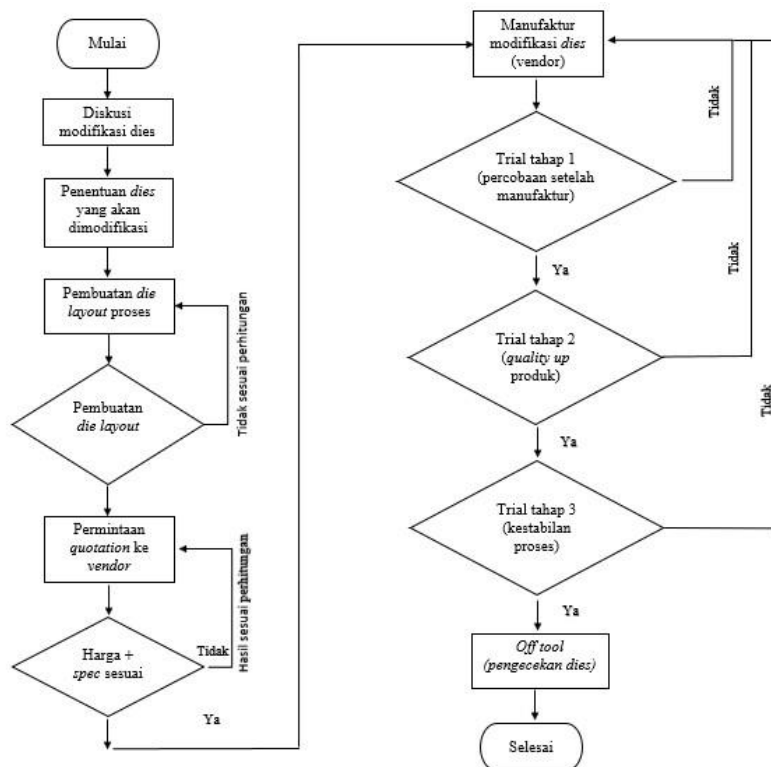 Mulai
Diskusi
modifikasi dies
Penentuan dies
yang akan
dimodifikasi
Pembuatan die
layout proses
Tidak sesuai perhitungan
Pembuatan
die layout
Permintaan
quotation ke
vendor
Hasil sesuai perhitungan
Harga +
spec sesuai
Tidak
Ya
Manufaktur
modifikasi dies
(vendor)
Tidak
Trial tahap 1
(percobaan setelah
manufaktur)
Ya
Tidak
Trial tahap 2
(quality up
produk)
Ya
Tidak
Trial tahap 3
(kestabilan
proses)
Ya
Off tool
(pengecekan dies)
Selesai